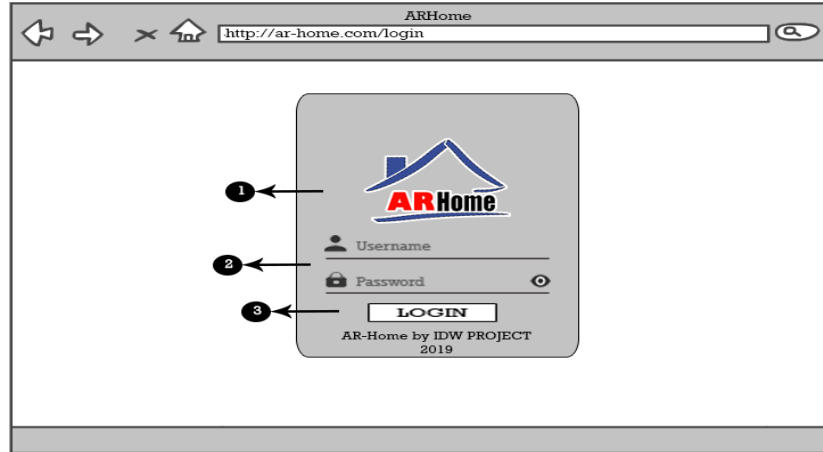 ARHome
http://ar-home.com/login
1
ARHome
2
Username
Password
3
LOGIN
AR-Home by IDW PROJECT
2019